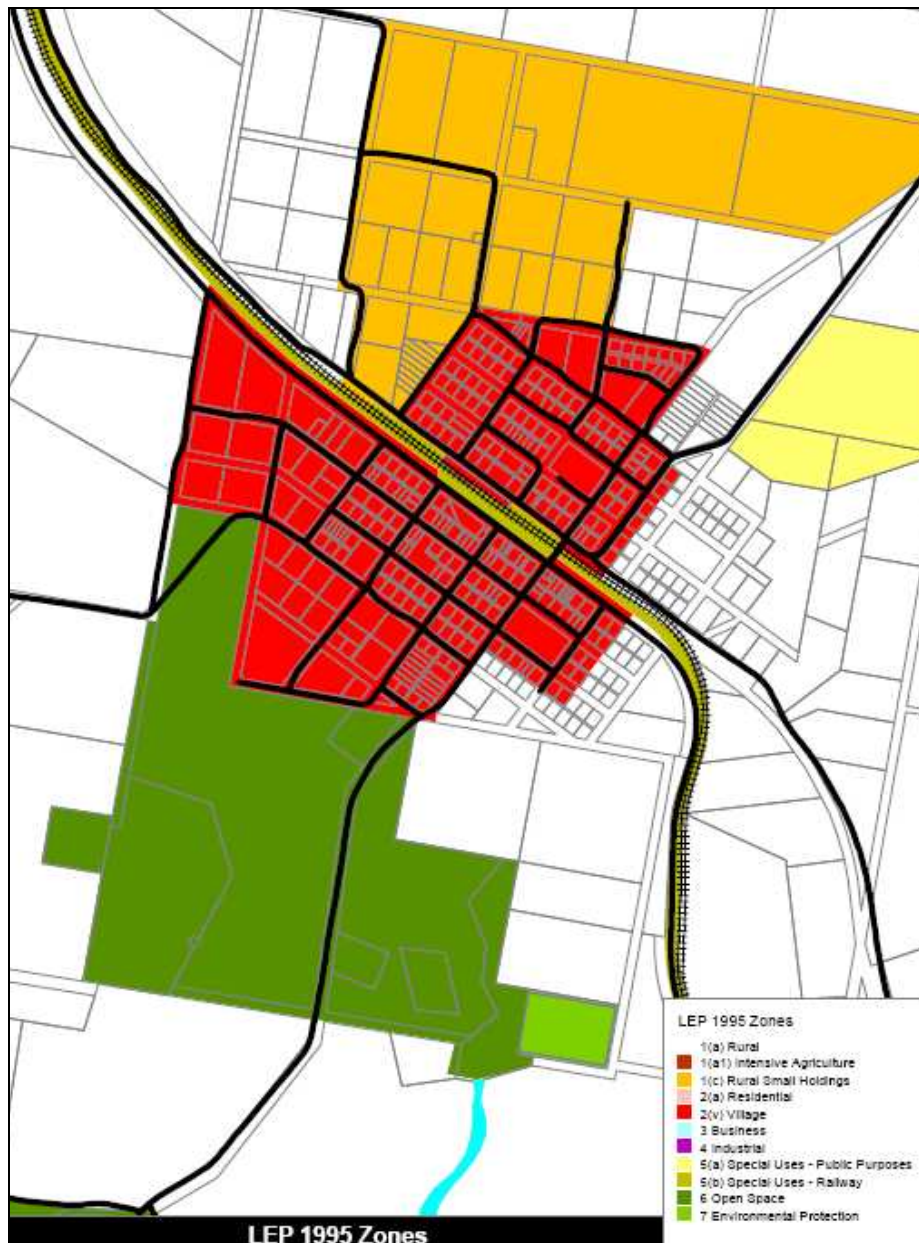 LEP 1995 Zones
1(a) Rural
1(a1) Intensive Agriculture
1(c) Rural Small Holdings
2(a) Residential
2(v) Village
3 Business
4 Industrial
5(a) Special Uses - Public Purposes
5(b) Special Uses - Railway
6 Open Space
7 Environmental Protection
LEP 1995 Zones